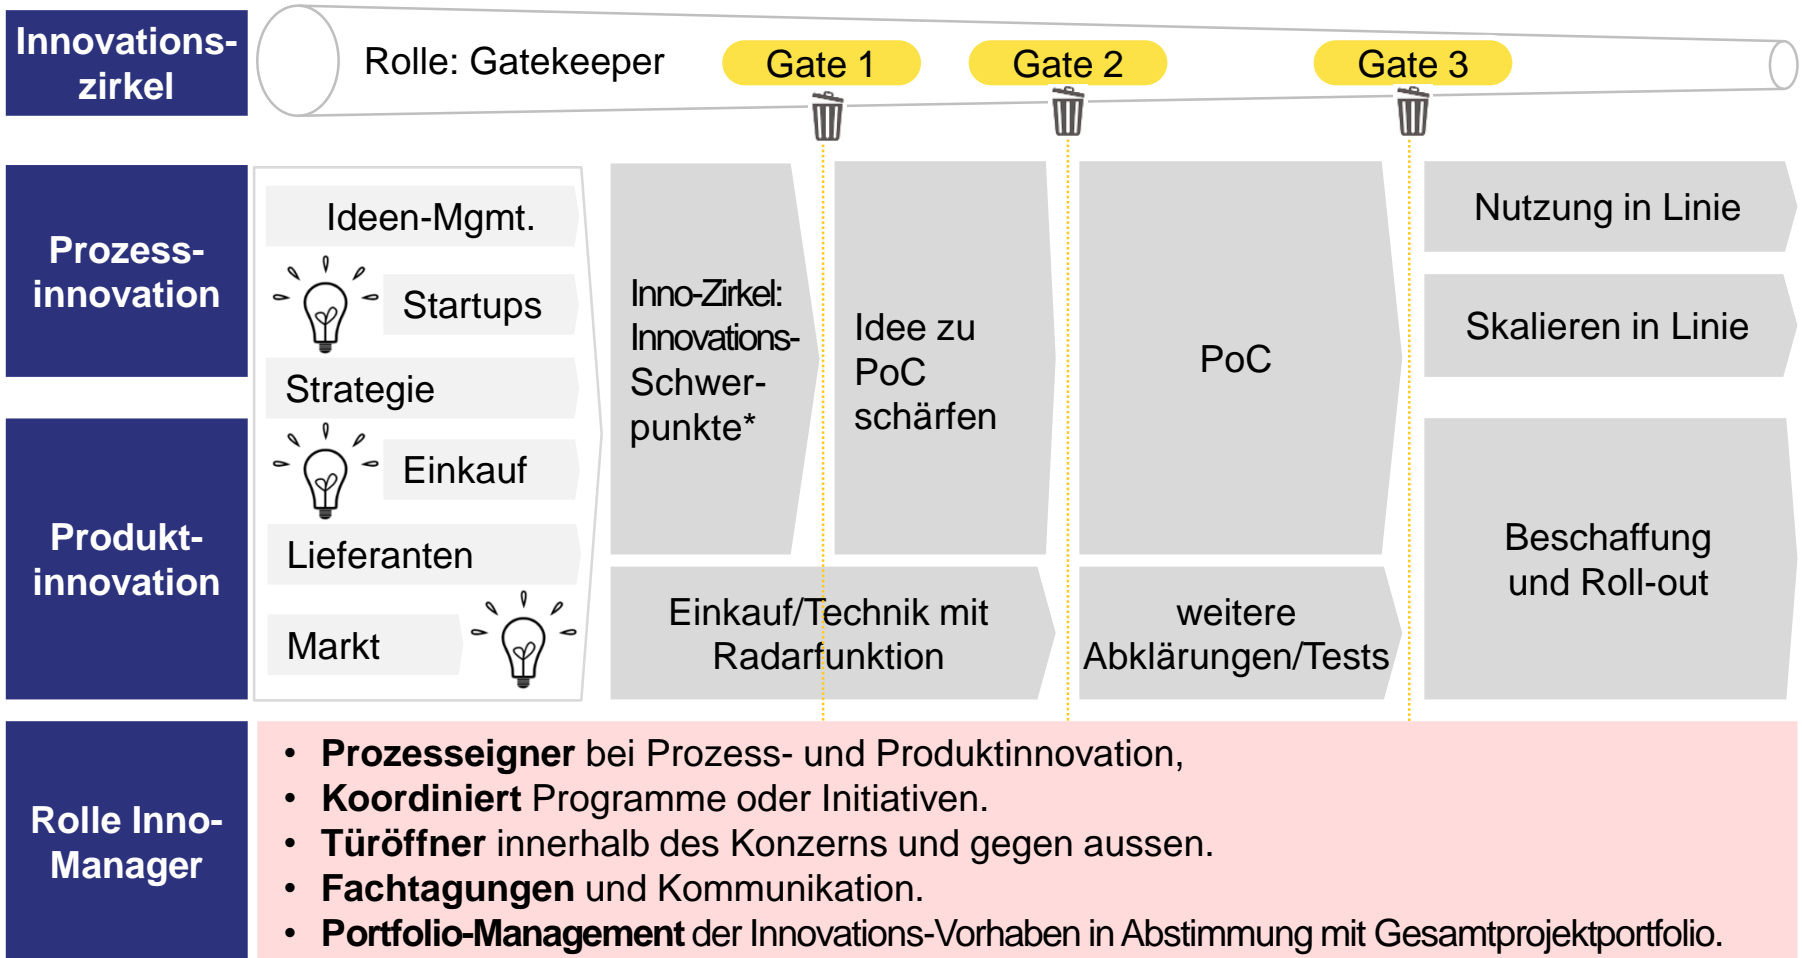 Innovations-
zirkel
Rolle: Gatekeeper
Gate 1
Gate 2
Gate 3
Prozess-
innovation
Produkt-
innovation
Ideen-Mgmt.
Startups
Strategie
Einkauf
Lieferanten
Markt
Inno-Zirkel:
Innovations-
Schwer-
punkte*
Idee zu
PoC
schärfen
PoC
Nutzung in Linie
Skalieren in Linie
Einkauf/Technik mit
Radarfunktion
weitere
Abklärungen/Tests
Beschaffung
und Roll-out
Rolle Inno-
Manager
• Prozesseigner bei Prozess- und Produktinnovation,
• Koordiniert Programme oder Initiativen.
• Türöffner innerhalb des Konzerns und gegen aussen.
• Fachtagungen und Kommunikation.
• Portfolio-Management der Innovations-Vorhaben in Abstimmung mit Gesamtprojektportfolio.